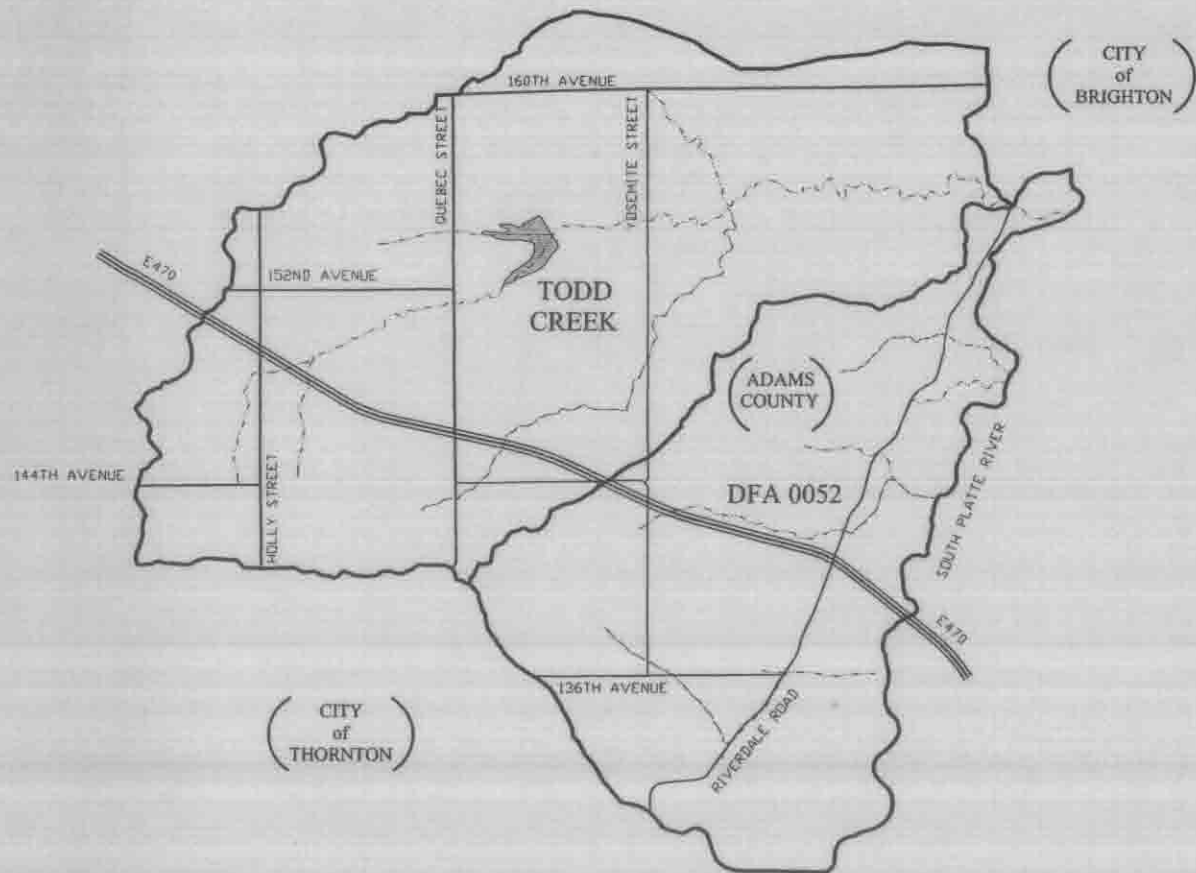 ( CITY
of
BRIGHTON )
160TH AVENUE
QUEBEC STREET
OSEMITE STREET
E470
152ND AVENUE
TODD
CREEK
( ADAMS
COUNTY )
144TH AVENUE
HOLLY STREET
DFA 0052
SOUTH PLATTE RIVER
E470
136TH AVENUE
RIVERDALE ROAD
( CITY
of
THORNTON )